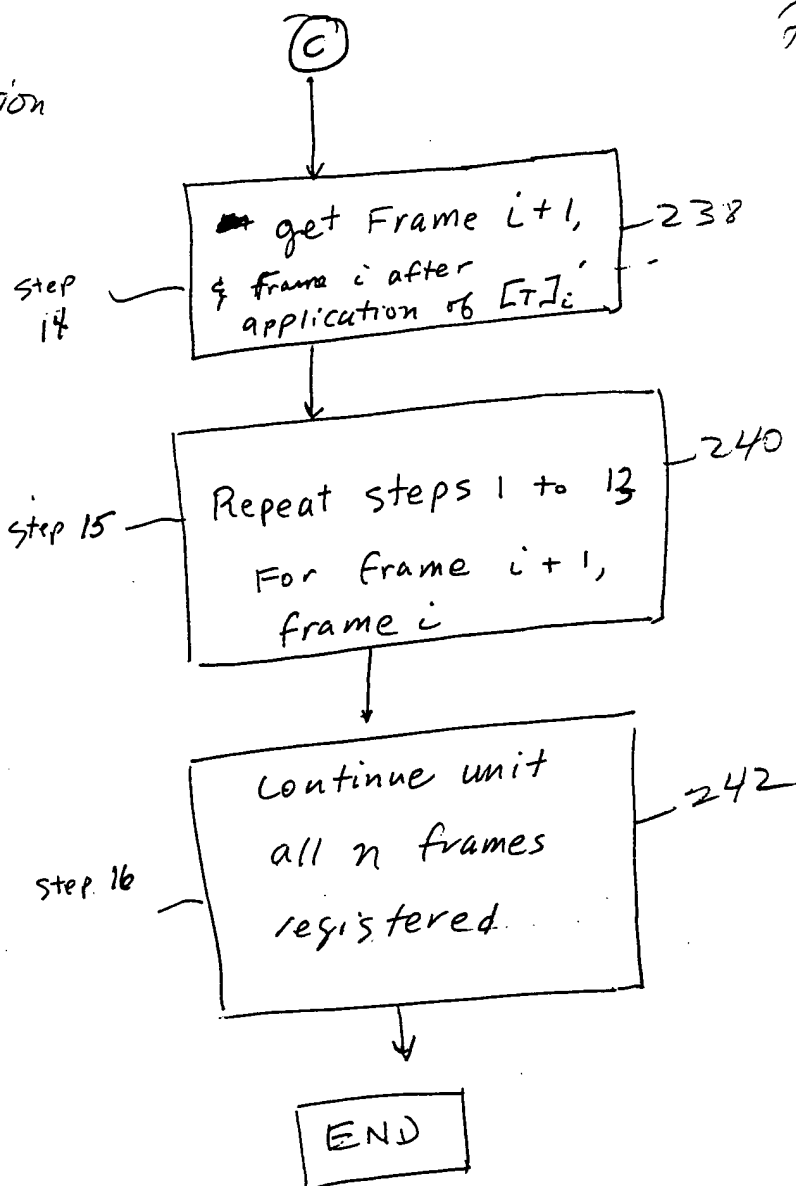 C
get Frame i+1,
& frame i after
application of [T]i
238
step
14
Repeat steps 1 to 13
For frame i+1,
frame i
240
step 15
continue unit
all n frames
registered
242
step 16
END